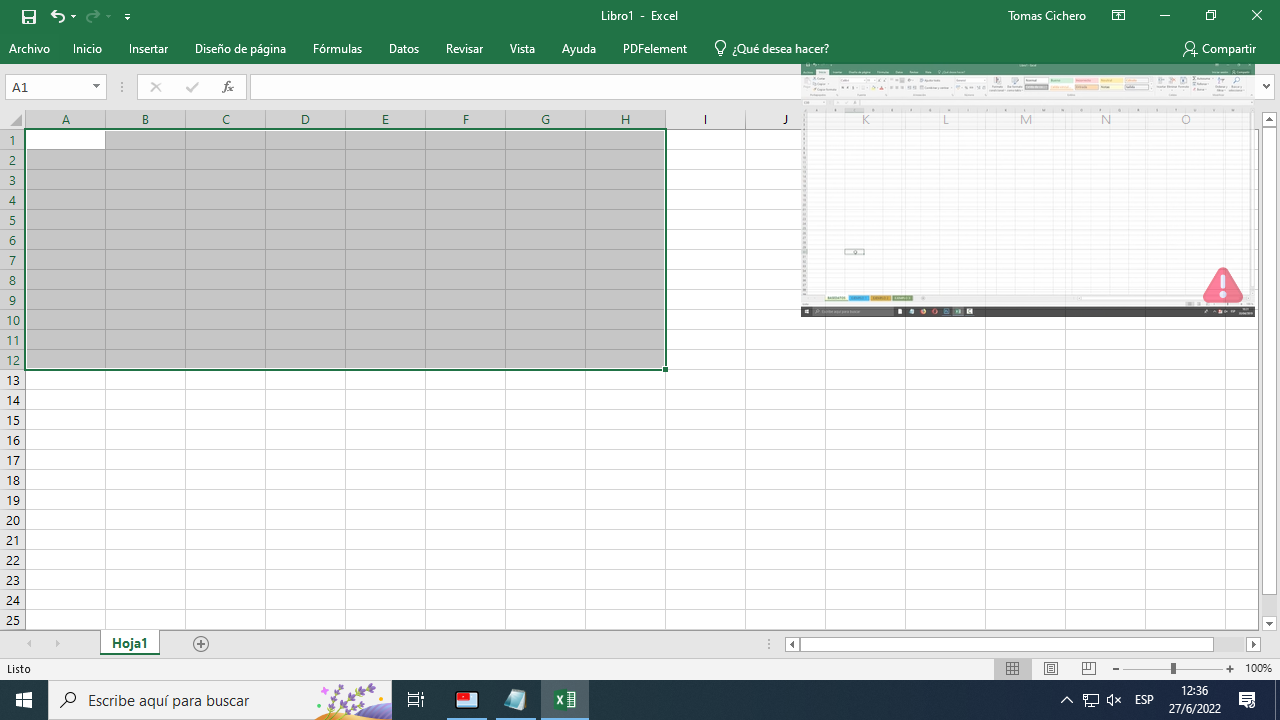 Libro1 - Excel
Tomas Cichero
Archivo Inicio Insertar Diseño de página Fórmulas Datos Revisar Vista Ayuda PDFelement ¿Qué desea hacer? Compartir
A1 fx
A B C D E F G H I J
K L M N O
1
2
3
4
5
6
7
8
9
10
11
12
13
14
15
16
17
18
19
20
21
22
23
24
25
Hoja1
Listo
100%
Escribe aquí para buscar
ESP
12:36
27/6/2022